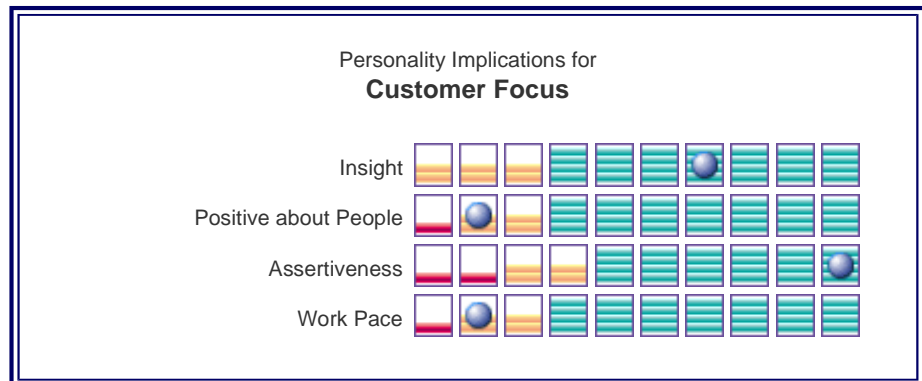 Personality Implications for
Customer Focus
Insight
Positive about People
Assertiveness
Work Pace